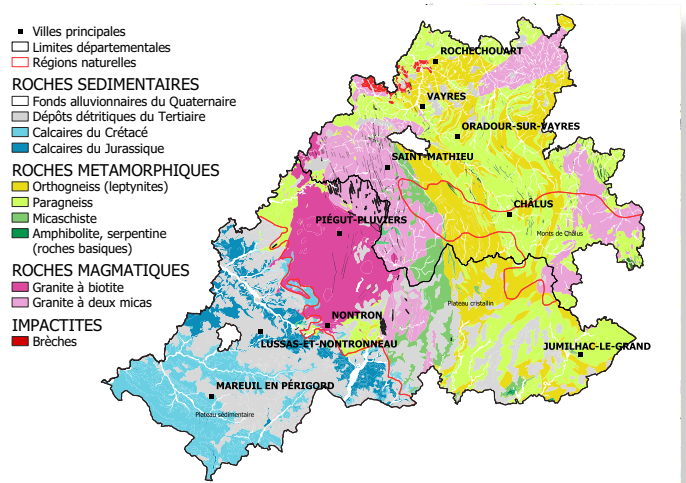 Villes principales
Limites départementales
Régions naturelles
ROCHES SEDIMENTAIRES
Fonds alluvionnaires du Quaternaire
Dépôts détritiques du Tertiaire
Calcaires du Crétacé
Calcaires du Jurassique
ROCHES METAMORPHIQUES
Orthogneiss (leptynites)
Paragneiss
Micaschiste
Amphibolite, serpentine
(roches basiques)
ROCHES MAGMATIQUES
Granite à biotite
Granite à deux micas
IMPACTITES
Brèches
ROCHECHOUART
VAYRES
ORADOUR-SUR-VAYRES
SAINT-MATHIEU
CHÂLUS
PIÉGUT-PLUVIERS
Monts de Châlus
Plateau cristallin
NONTRON
LUSSAS-ET-NONTRONNEAU
JUMILHAC-LE-GRAND
MAREUIL EN PÉRIGORD
Plateau sédimentaire